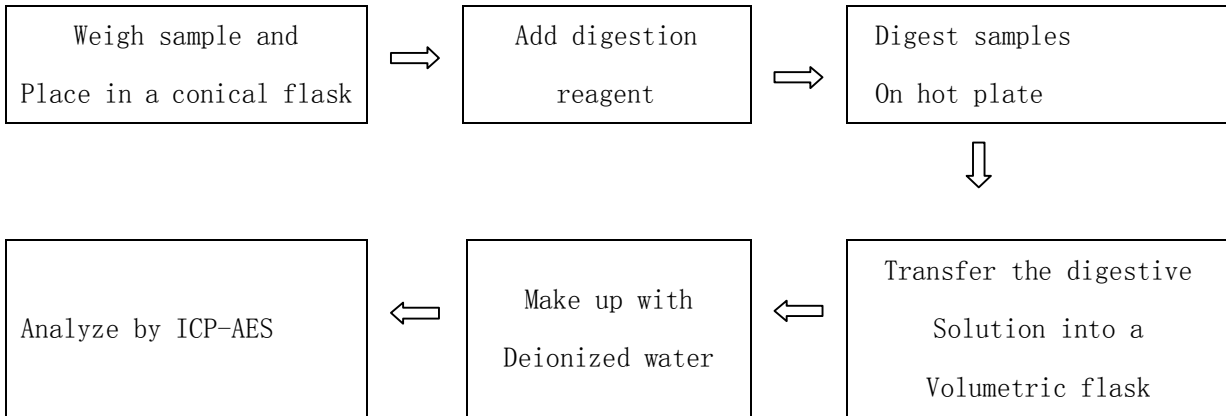 Weigh sample and
Place in a conical flask
Add digestion
reagent
Digest samples
On hot plate
Transfer the digestive
Solution into a
Volumetric flask
Make up with
Deionized water
Analyze by ICP-AES